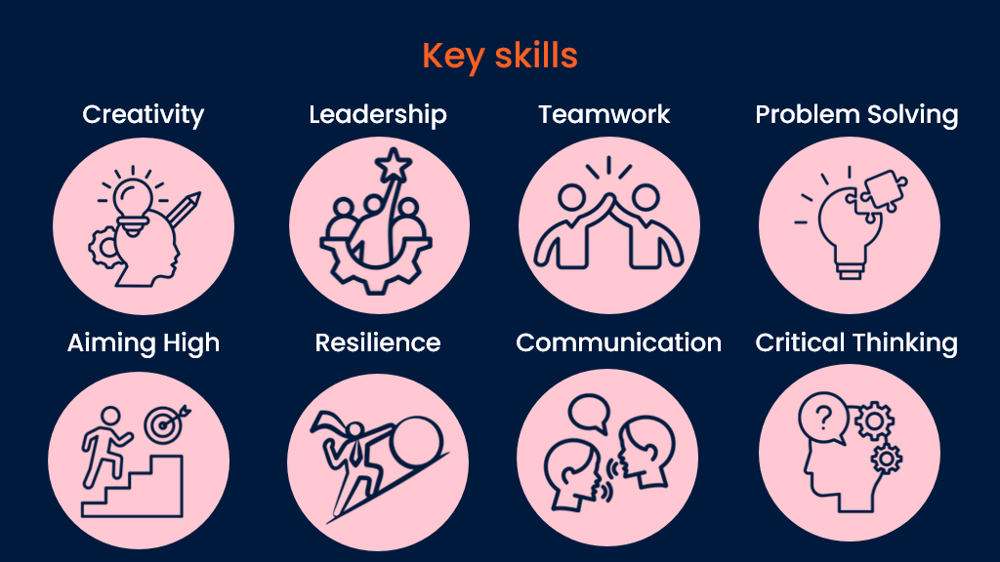 Key skills
Creativity
Leadership
Teamwork
Problem Solving
Aiming High
Resilience
Communication
Critical Thinking
?